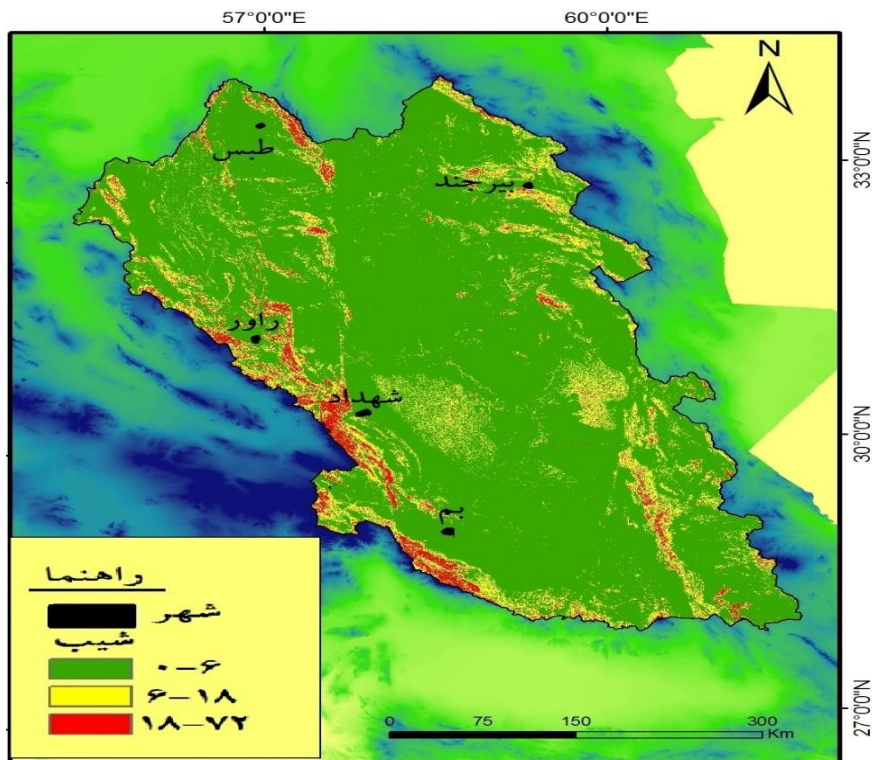 57°0'0"E 60°0'0"E
N
33°0'0"N
طبس
بیرجند
راور
شهداد
30°0'0"N
بم
راهنما
شهر
شیب
۰-۶
۶-۱۸
۱۸-۷۲
0 75 150 300
Km
27°0'0"N